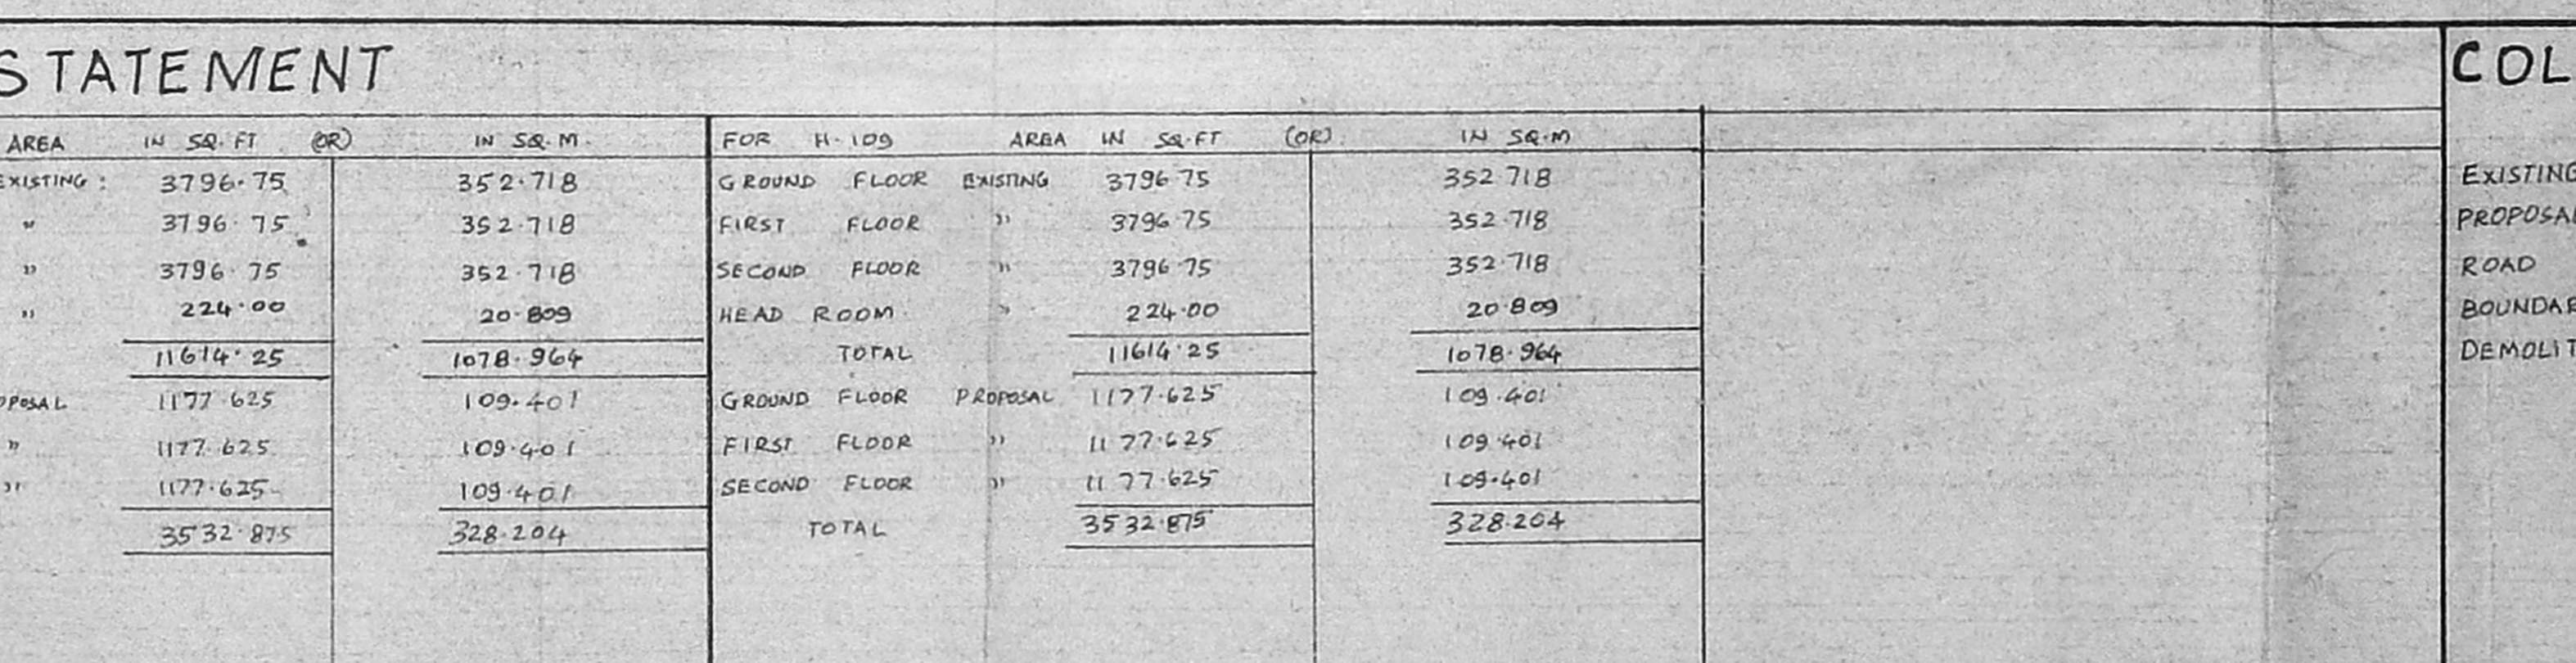 STATEMENT
COL
AREA IN SQ.FT (OR) IN SQ.M.
EXISTING: 3796.75 352.718
" 3796.75 352.718
" 3796.75 352.718
" 224.00 20.809
11614.25 1078.964
OPOSAL 1177.625 109.401
" 1177.625 109.401
" 1177.625 109.401
3532.875 328.204
FOR H-109 AREA IN SQ.FT (OR) IN SQ.M
GROUND FLOOR EXISTING 3796.75 352.718
FIRST FLOOR " 3796.75 352.718
SECOND FLOOR " 3796.75 352.718
HEAD ROOM " 224.00 20.809
TOTAL 11614.25 1078.964
GROUND FLOOR PROPOSAL 1177.625 109.401
FIRST FLOOR " 1177.625 109.401
SECOND FLOOR " 1177.625 109.401
TOTAL 3532.875 328.204
EXISTING
PROPOSAL
ROAD
BOUNDAR
DEMOLIT